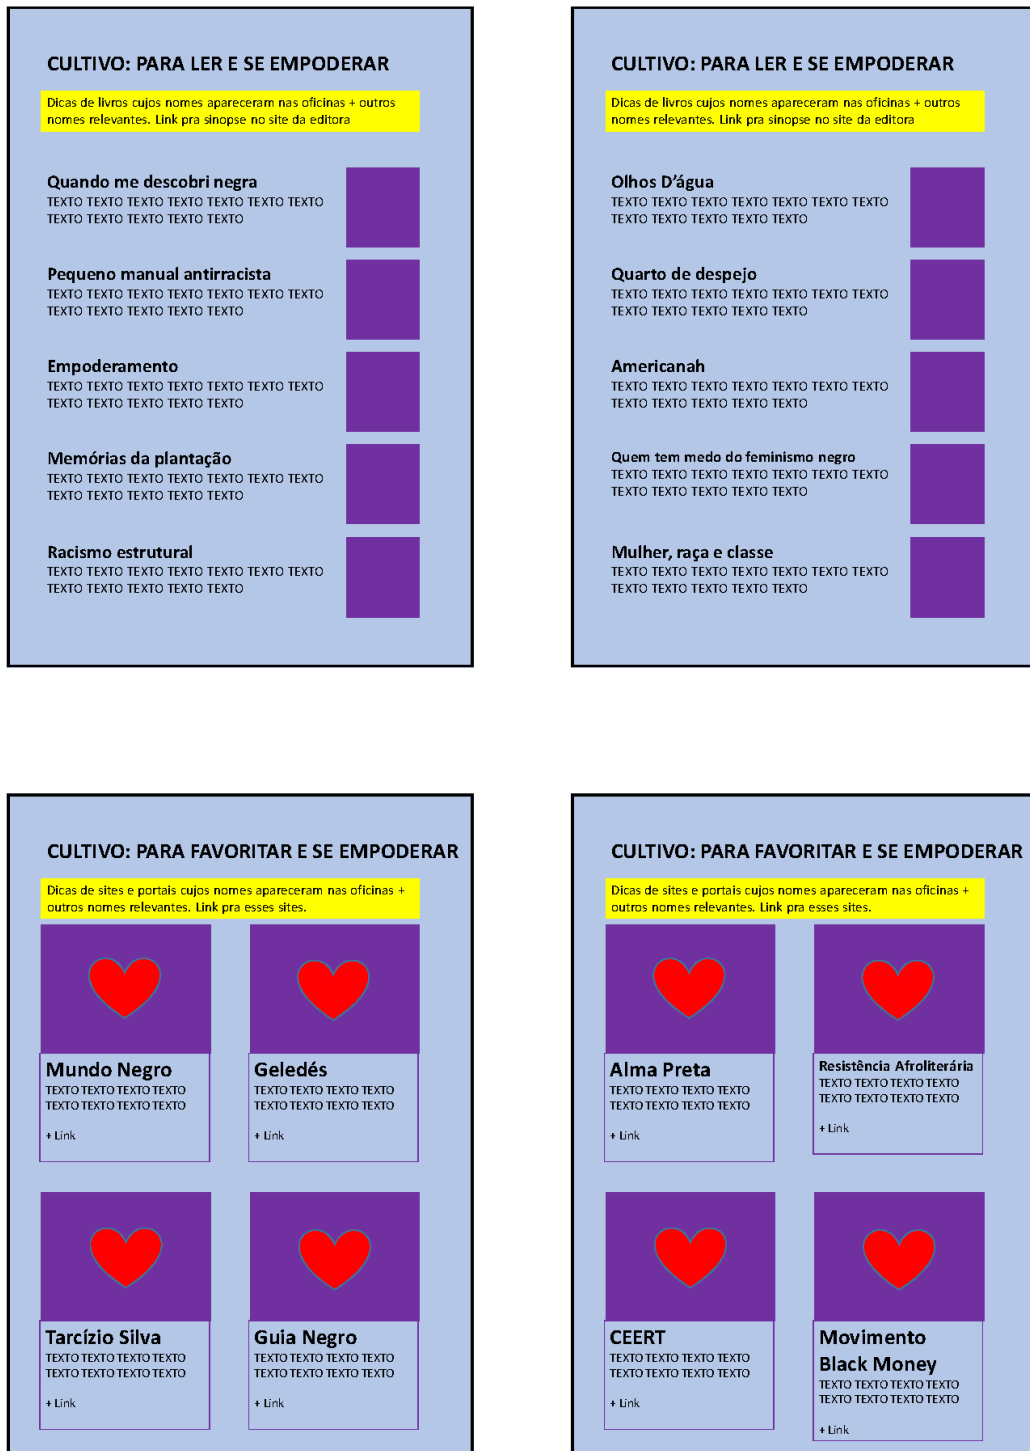 CULTIVO: PARA LER E SE EMPODERAR
Dicas de livros cujos nomes apareceram nas oficinas + outros
nomes relevantes. Link pra sinopse no site da editora
Quando me descobri negra
TEXTO TEXTO TEXTO TEXTO TEXTO TEXTO TEXTO
TEXTO TEXTO TEXTO TEXTO TEXTO
Pequeno manual antirracista
TEXTO TEXTO TEXTO TEXTO TEXTO TEXTO TEXTO
TEXTO TEXTO TEXTO TEXTO TEXTO
Empoderamento
TEXTO TEXTO TEXTO TEXTO TEXTO TEXTO TEXTO
TEXTO TEXTO TEXTO TEXTO TEXTO
Memórias da plantação
TEXTO TEXTO TEXTO TEXTO TEXTO TEXTO TEXTO
TEXTO TEXTO TEXTO TEXTO TEXTO
Racismo estrutural
TEXTO TEXTO TEXTO TEXTO TEXTO TEXTO TEXTO
TEXTO TEXTO TEXTO TEXTO TEXTO
CULTIVO: PARA LER E SE EMPODERAR
Dicas de livros cujos nomes apareceram nas oficinas + outros
nomes relevantes. Link pra sinopse no site da editora
Olhos D’água
TEXTO TEXTO TEXTO TEXTO TEXTO TEXTO TEXTO
TEXTO TEXTO TEXTO TEXTO TEXTO
Quarto de despejo
TEXTO TEXTO TEXTO TEXTO TEXTO TEXTO TEXTO
TEXTO TEXTO TEXTO TEXTO TEXTO
Americanah
TEXTO TEXTO TEXTO TEXTO TEXTO TEXTO TEXTO
TEXTO TEXTO TEXTO TEXTO TEXTO
Quem tem medo do feminismo negro
TEXTO TEXTO TEXTO TEXTO TEXTO TEXTO TEXTO
TEXTO TEXTO TEXTO TEXTO TEXTO
Mulher, raça e classe
TEXTO TEXTO TEXTO TEXTO TEXTO TEXTO TEXTO
TEXTO TEXTO TEXTO TEXTO TEXTO
CULTIVO: PARA FAVORITAR E SE EMPODERAR
Dicas de sites e portais cujos nomes apareceram nas oficinas +
outros nomes relevantes. Link pra esses sites.
Mundo Negro
TEXTO TEXTO TEXTO TEXTO
TEXTO TEXTO TEXTO TEXTO
+ Link
Geledés
TEXTO TEXTO TEXTO TEXTO
TEXTO TEXTO TEXTO TEXTO
+ Link
Tarcízio Silva
TEXTO TEXTO TEXTO TEXTO
TEXTO TEXTO TEXTO TEXTO
+ Link
Guia Negro
TEXTO TEXTO TEXTO TEXTO
TEXTO TEXTO TEXTO TEXTO
+ Link
CULTIVO: PARA FAVORITAR E SE EMPODERAR
Dicas de sites e portais cujos nomes apareceram nas oficinas +
outros nomes relevantes. Link pra esses sites.
Alma Preta
TEXTO TEXTO TEXTO TEXTO
TEXTO TEXTO TEXTO TEXTO
+ Link
Resistência Afroliterária
TEXTO TEXTO TEXTO TEXTO
TEXTO TEXTO TEXTO TEXTO
+ Link
CEERT
TEXTO TEXTO TEXTO TEXTO
TEXTO TEXTO TEXTO TEXTO
+ Link
Movimento
Black Money
TEXTO TEXTO TEXTO TEXTO
TEXTO TEXTO TEXTO TEXTO
+ Link